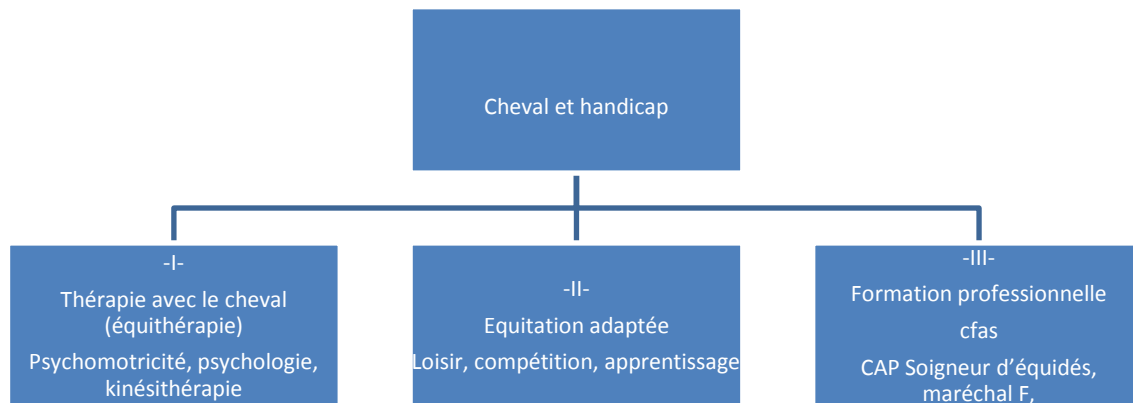 Cheval et handicap
-I-
Thérapie avec le cheval
(équithérapie)
Psychomotricité, psychologie,
kinésithérapie
-II-
Equitation adaptée
Loisir, compétition, apprentissage
-III-
Formation professionnelle
cfas
CAP Soigneur d'équidés,
maréchal F,